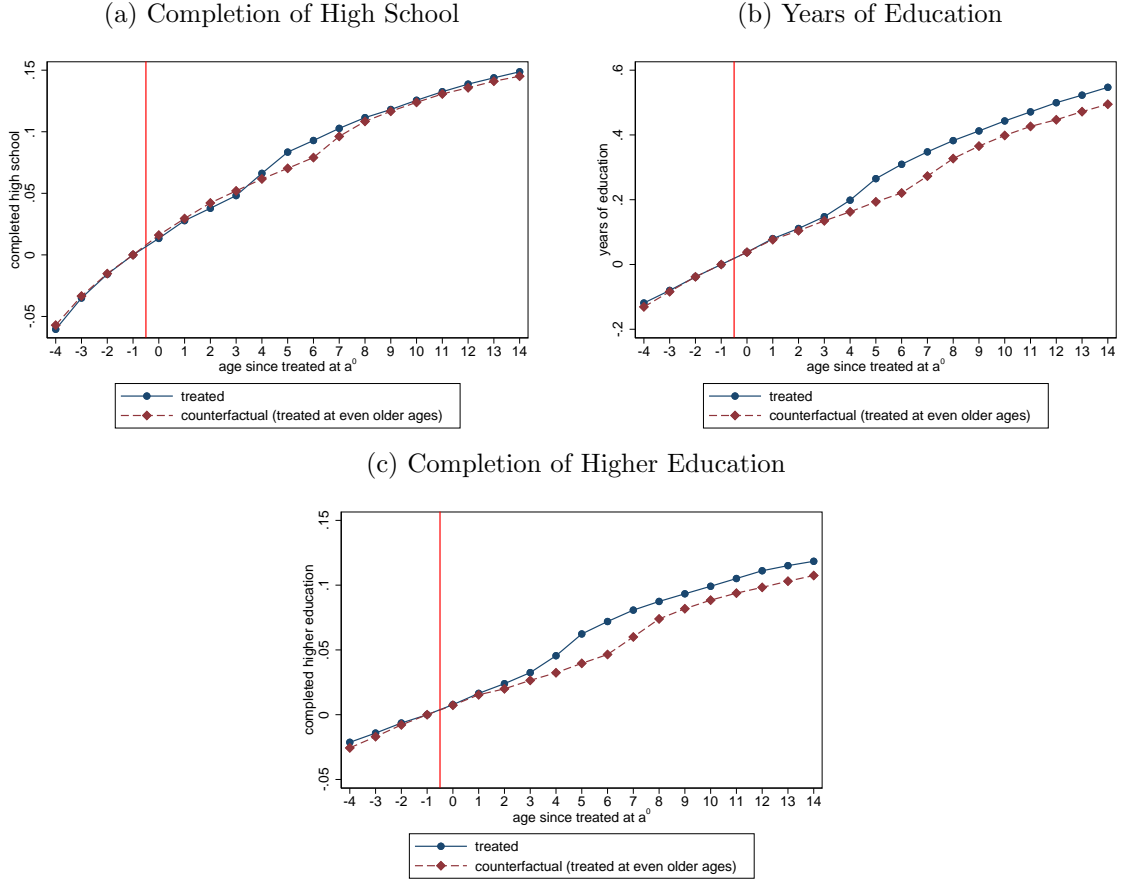 (a) Completion of High School
(b) Years of Education
completed high school
-.05 0 .05 .1 .15
-4 -3 -2 -1 0 1 2 3 4 5 6 7 8 9 10 11 12 13 14
age since treated at a⁰
treated
counterfactual (treated at even older ages)
years of education
-.2 0 .2 .4 .6
-4 -3 -2 -1 0 1 2 3 4 5 6 7 8 9 10 11 12 13 14
age since treated at a⁰
treated
counterfactual (treated at even older ages)
(c) Completion of Higher Education
completed higher education
-.05 0 .05 .1 .15
-4 -3 -2 -1 0 1 2 3 4 5 6 7 8 9 10 11 12 13 14
age since treated at a⁰
treated
counterfactual (treated at even older ages)